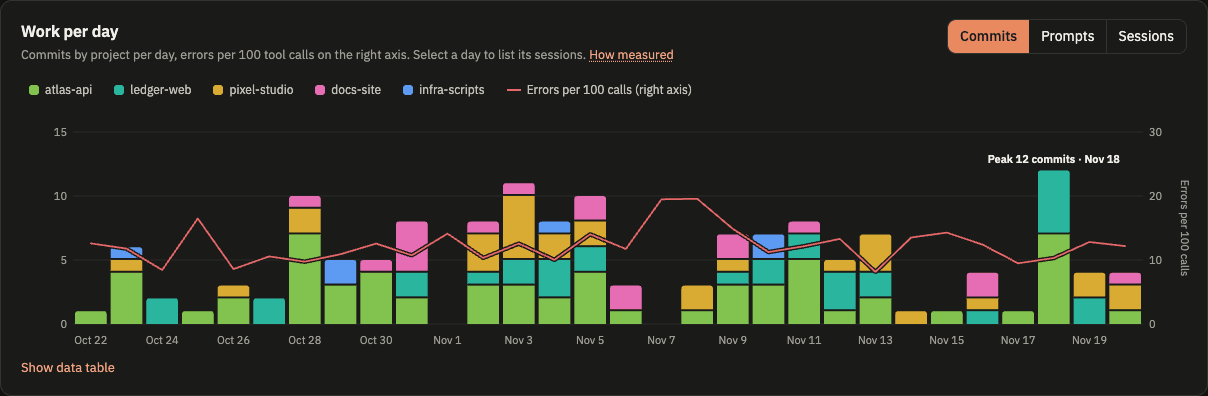 Work per day
Commits by project per day, errors per 100 tool calls on the right axis. Select a day to list its sessions. How measured
Commits Prompts Sessions
atlas-api ledger-web pixel-studio docs-site infra-scripts Errors per 100 calls (right axis)
15 30
Peak 12 commits · Nov 18
10 20
5 10
0 0
Errors per 100 calls
Oct 22 Oct 24 Oct 26 Oct 28 Oct 30 Nov 1 Nov 3 Nov 5 Nov 7 Nov 9 Nov 11 Nov 13 Nov 15 Nov 17 Nov 19
Show data table